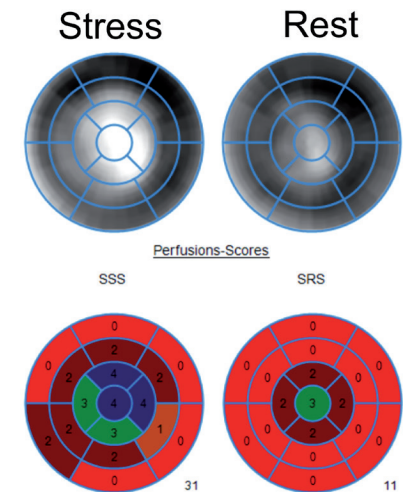 Stress Rest
Perfusions-Scores
SSS SRS
0 0
0 2 0 0 0 0
2 4 2 0 2 0
3 4 4 2 3 2
2 2 3 1 0 0 0 2 0 0
2 0
0 31 0 11